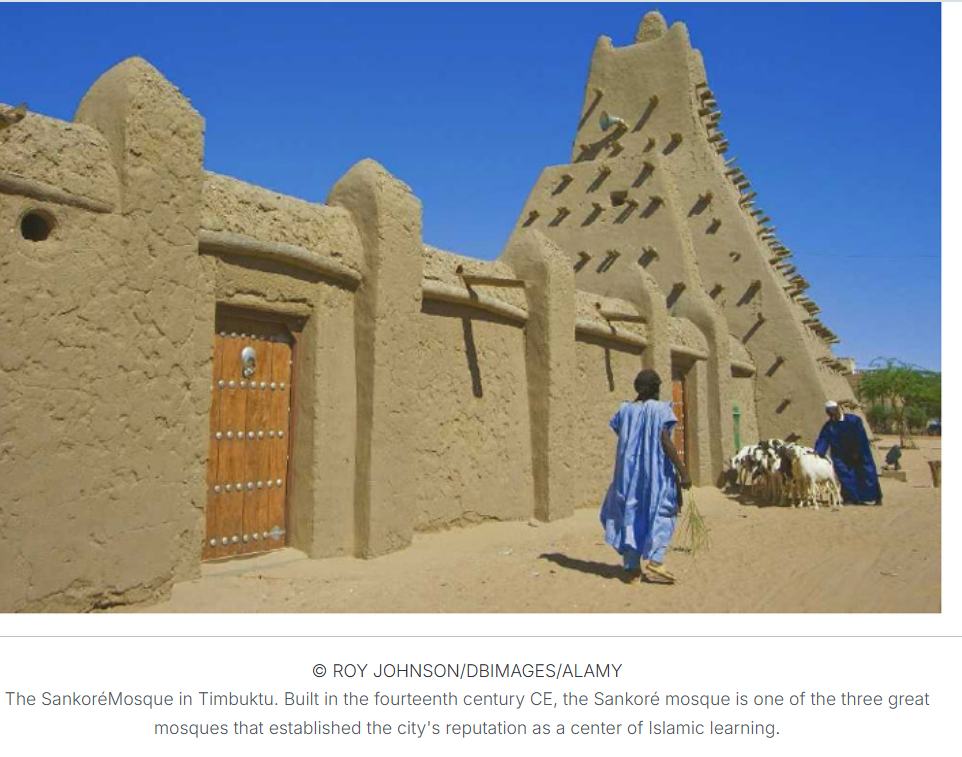 © ROY JOHNSON/DBIMAGES/ALAMY
The SankoréMosque in Timbuktu. Built in the fourteenth century CE, the Sankoré mosque is one of the three great
mosques that established the city's reputation as a center of Islamic learning.